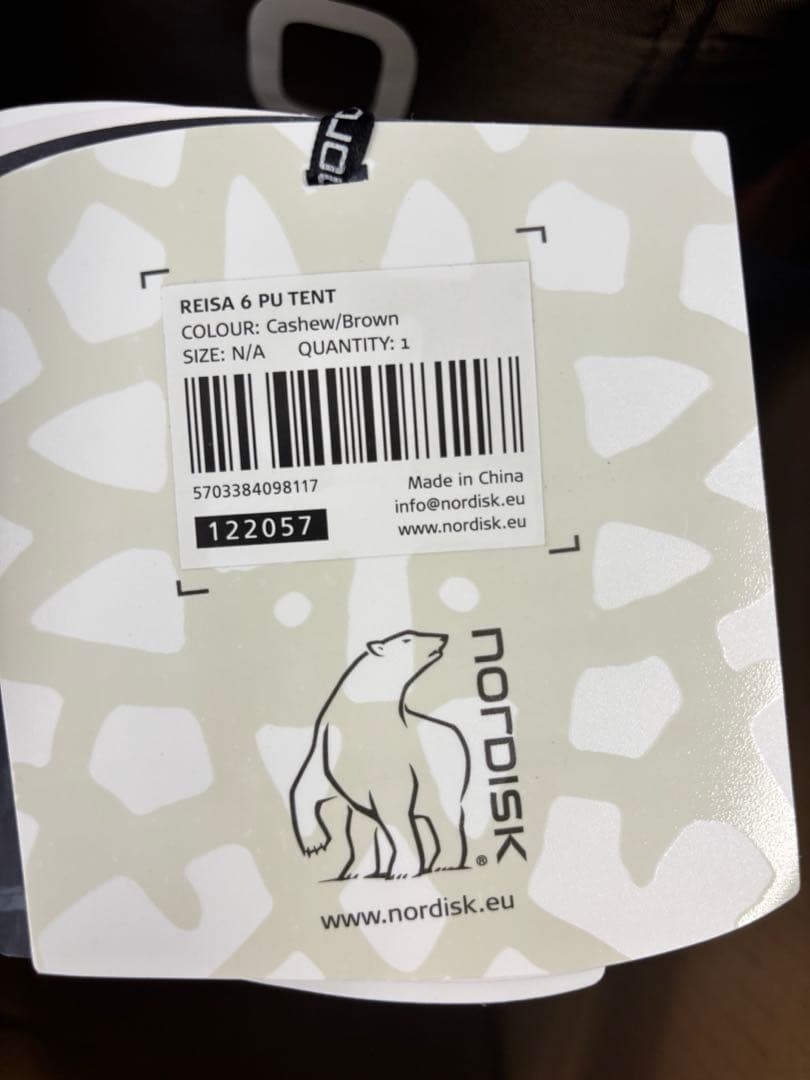 nor
REISA 6 PU TENT
COLOUR: Cashew/Brown
SIZE: N/A QUANTITY: 1
5703384098117
Made in China
info@nordisk.eu
122057
www.nordisk.eu
nordisk®
www.nordisk.eu